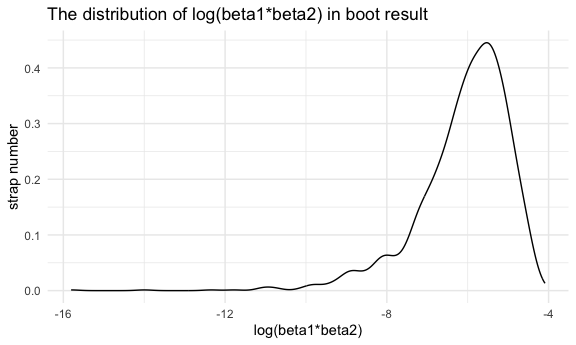 The distribution of log(beta1*beta2) in boot result
0.4
0.3
0.2
0.1
0.0
strap number
-16 -12 -8 -4
log(beta1*beta2)